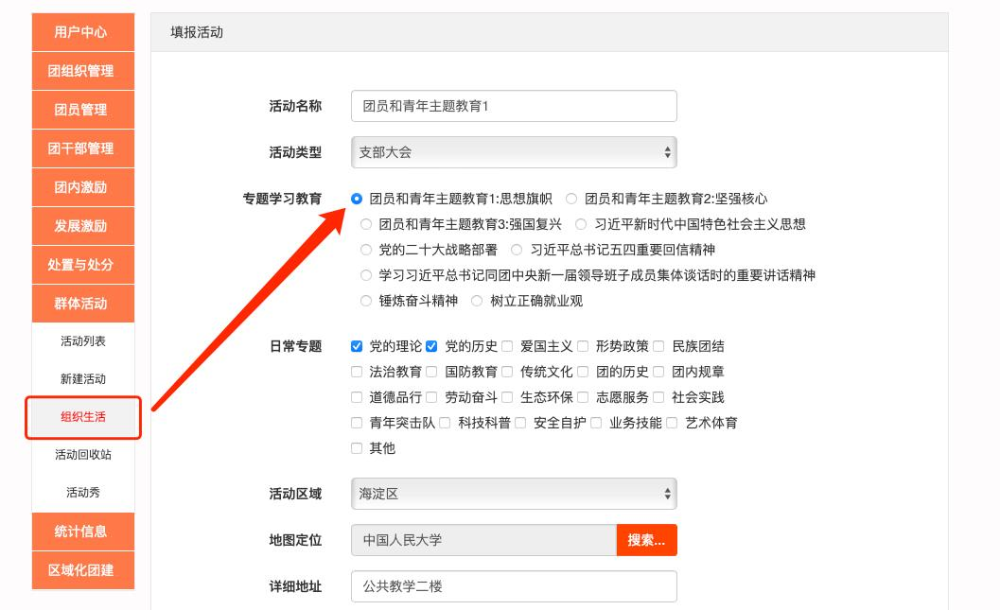 用户中心
团组织管理
团员管理
团干部管理
团内激励
发展激励
处置与处分
群体活动
活动列表
新建活动
组织生活
活动回收站
活动秀
统计信息
区域化团建
填报活动
活动名称 团员和青年主题教育1
活动类型 支部大会
专题学习教育 团员和青年主题教育1:思想旗帜 团员和青年主题教育2:坚强核心
团员和青年主题教育3:强国复兴 习近平新时代中国特色社会主义思想
党的二十大战略部署 习近平总书记五四重要回信精神
学习习近平总书记同团中央新一届领导班子成员集体谈话时的重要讲话精神
锤炼奋斗精神 树立正确就业观
日常专题 党的理论 党的历史 爱国主义 形势政策 民族团结
法治教育 国防教育 传统文化 团的历史 团内规章
道德品行 劳动奋斗 生态环保 志愿服务 社会实践
青年突击队 科技科普 安全自护 业务技能 艺术体育
其他
活动区域 海淀区
地图定位 中国人民大学 搜索...
详细地址 公共教学二楼